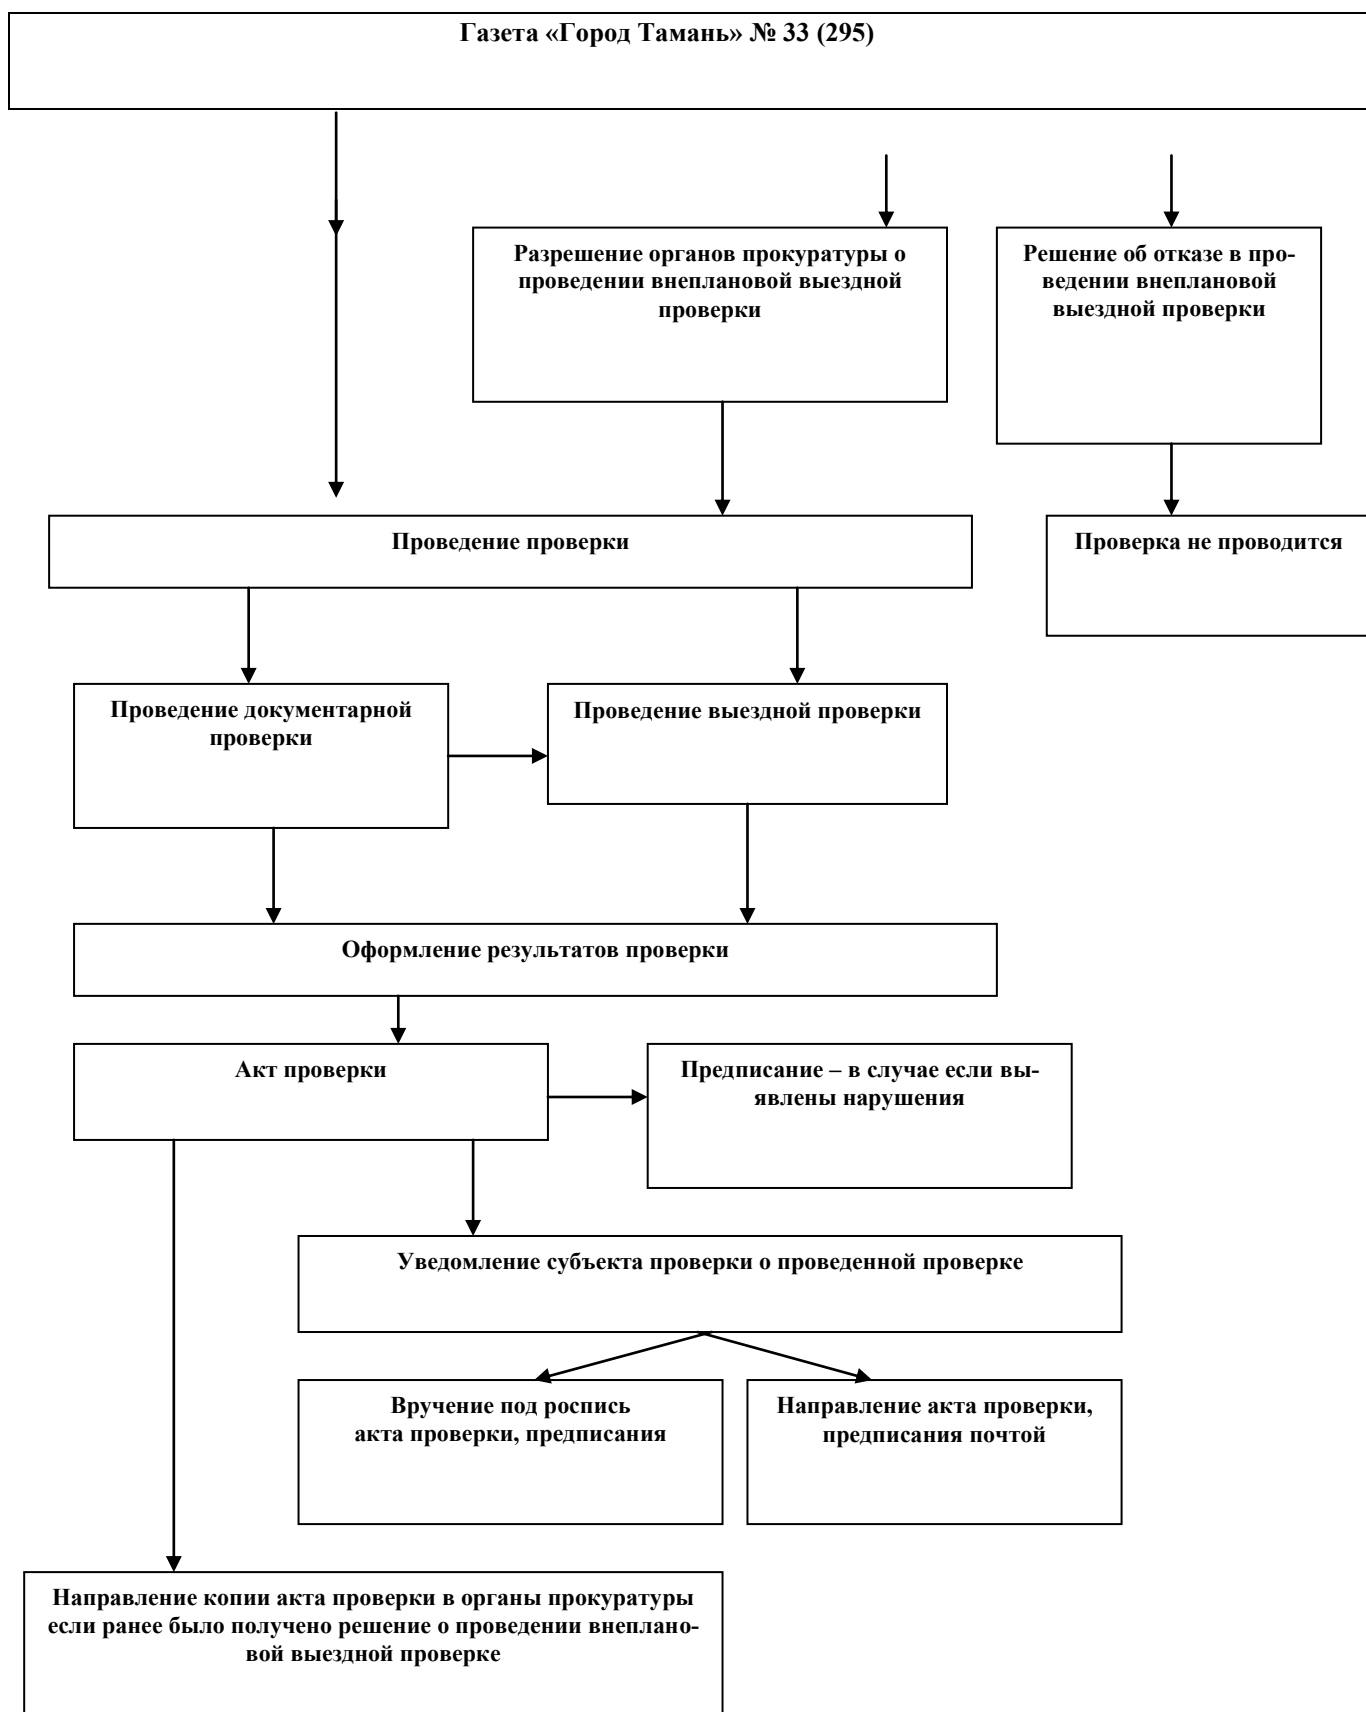 Газета «Город Тамань» № 33 (295)
Разрешение органов прокуратуры о
проведении внеплановой выездной
проверки
Решение об отказе в про-
ведении внеплановой
выездной проверки
Проведение проверки
Проверка не проводится
Проведение документарной
проверки
Проведение выездной проверки
Оформление результатов проверки
Акт проверки
Предписание – в случае если вы-
явлены нарушения
Уведомление субъекта проверки о проведенной проверке
Вручение под роспись
акта проверки, предписания
Направление акта проверки,
предписания почтой
Направление копии акта проверки в органы прокуратуры
если ранее было получено решение о проведении внеплано-
вой выездной проверке